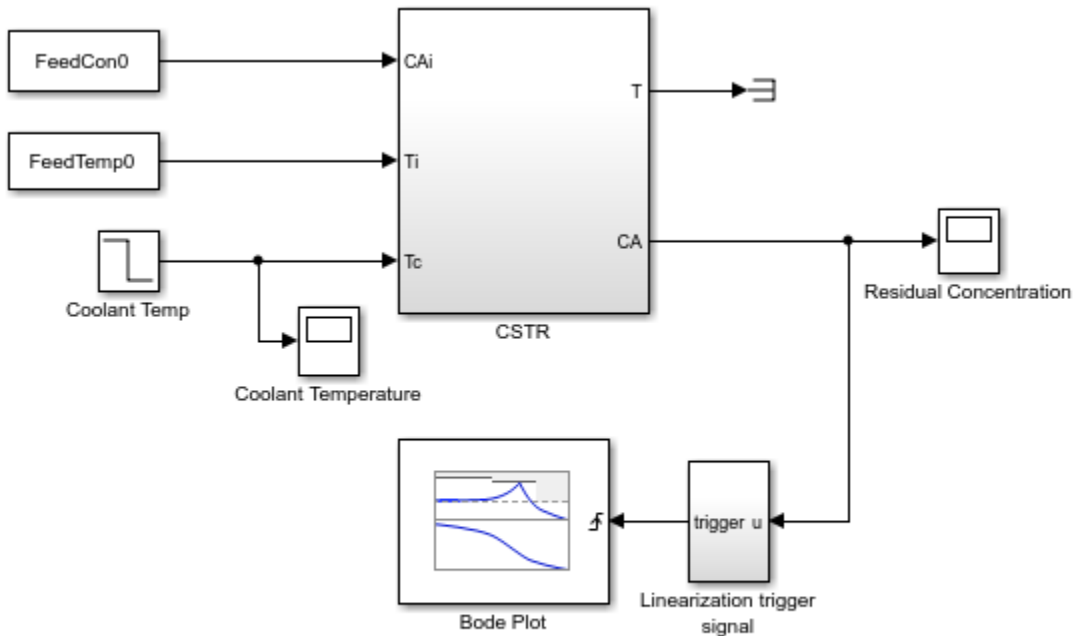 FeedCon0
CAi
T
FeedTemp0
Ti
Coolant Temp
Tc
CA
Residual Concentration
CSTR
Coolant Temperature
trigger u
Bode Plot
Linearization trigger
signal